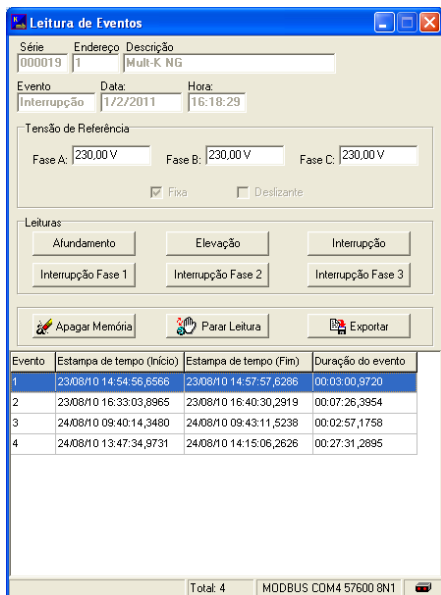 Leitura de Eventos
Série Endereço Descrição
000019 1 Mult-K NG
Evento Data: Hora:
Interrupção 1/2/2011 16:18:29
Tensão de Referência
Fase A: 230,00 V Fase B: 230,00 V Fase C: 230,00 V
Fixa Deslizante
Leituras
Afundamento Elevação Interrupção
Interrupção Fase 1 Interrupção Fase 2 Interrupção Fase 3
Apagar Memória Parar Leitura Exportar
Evento Estampa de tempo (Início) Estampa de tempo (Fim) Duração do evento
1 23/08/10 14:54:56,6566 23/08/10 14:57:57,6286 00:03:00,9720
2 23/08/10 16:33:03,8965 23/08/10 16:40:30,2919 00:07:26,3954
3 24/08/10 09:40:14,3480 24/08/10 09:43:11,5238 00:02:57,1758
4 24/08/10 13:47:34,9731 24/08/10 14:15:06,2626 00:27:31,2895
Total: 4 MODBUS COM4 57600 8N1